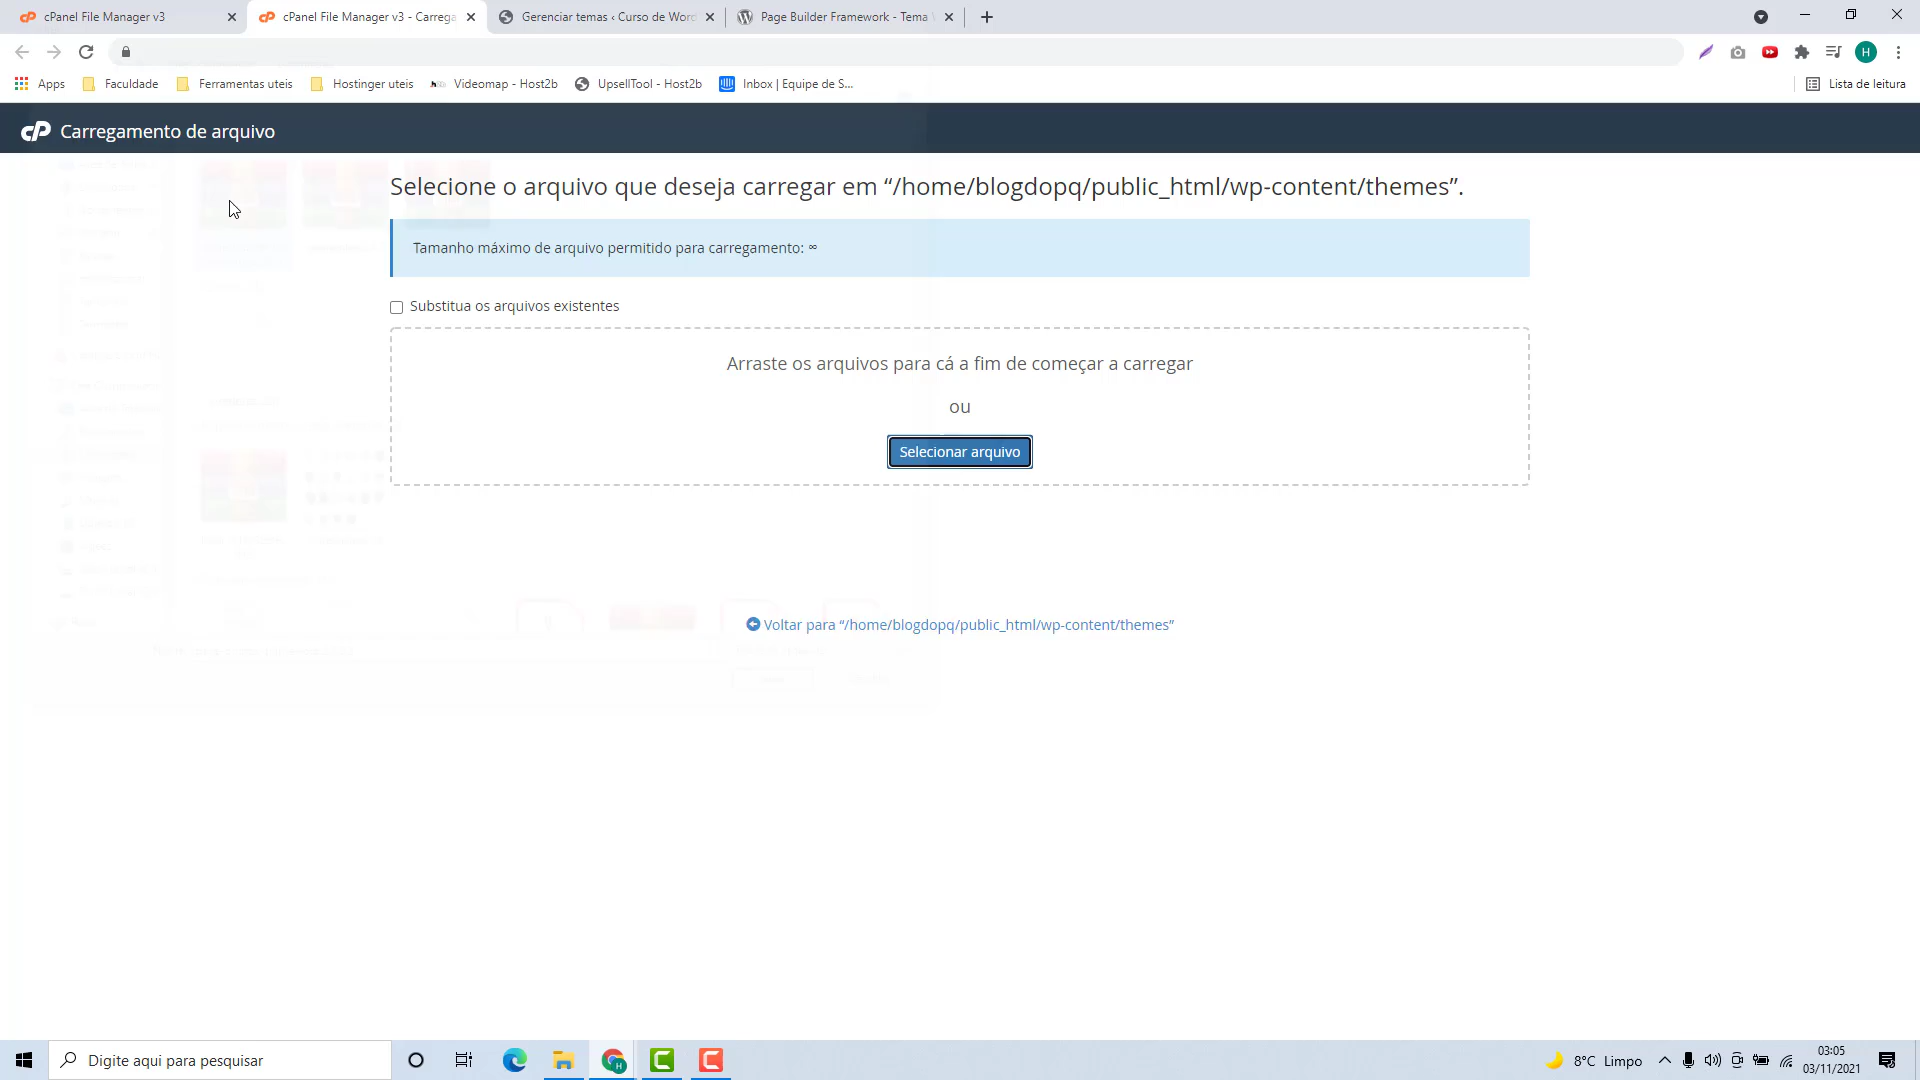 cPanel File Manager v3
cPanel File Manager v3 - Carrega
Gerenciar temas ‹ Curso de Word
Page Builder Framework - Tema
H
Apps
Faculdade
Ferramentas uteis
Hostinger uteis
Videomap - Host2b
UpsellTool - Host2b
Inbox | Equipe de S...
Lista de leitura
cP Carregamento de arquivo
Selecione o arquivo que deseja carregar em “/home/blogdopq/public_html/wp-content/themes”.
Tamanho máximo de arquivo permitido para carregamento: ∞
Substitua os arquivos existentes
Arraste os arquivos para cá a fim de começar a carregar
ou
Selecionar arquivo
Voltar para “/home/blogdopq/public_html/wp-content/themes”
Digite aqui para pesquisar
8°C Limpo
03:05
03/11/2021